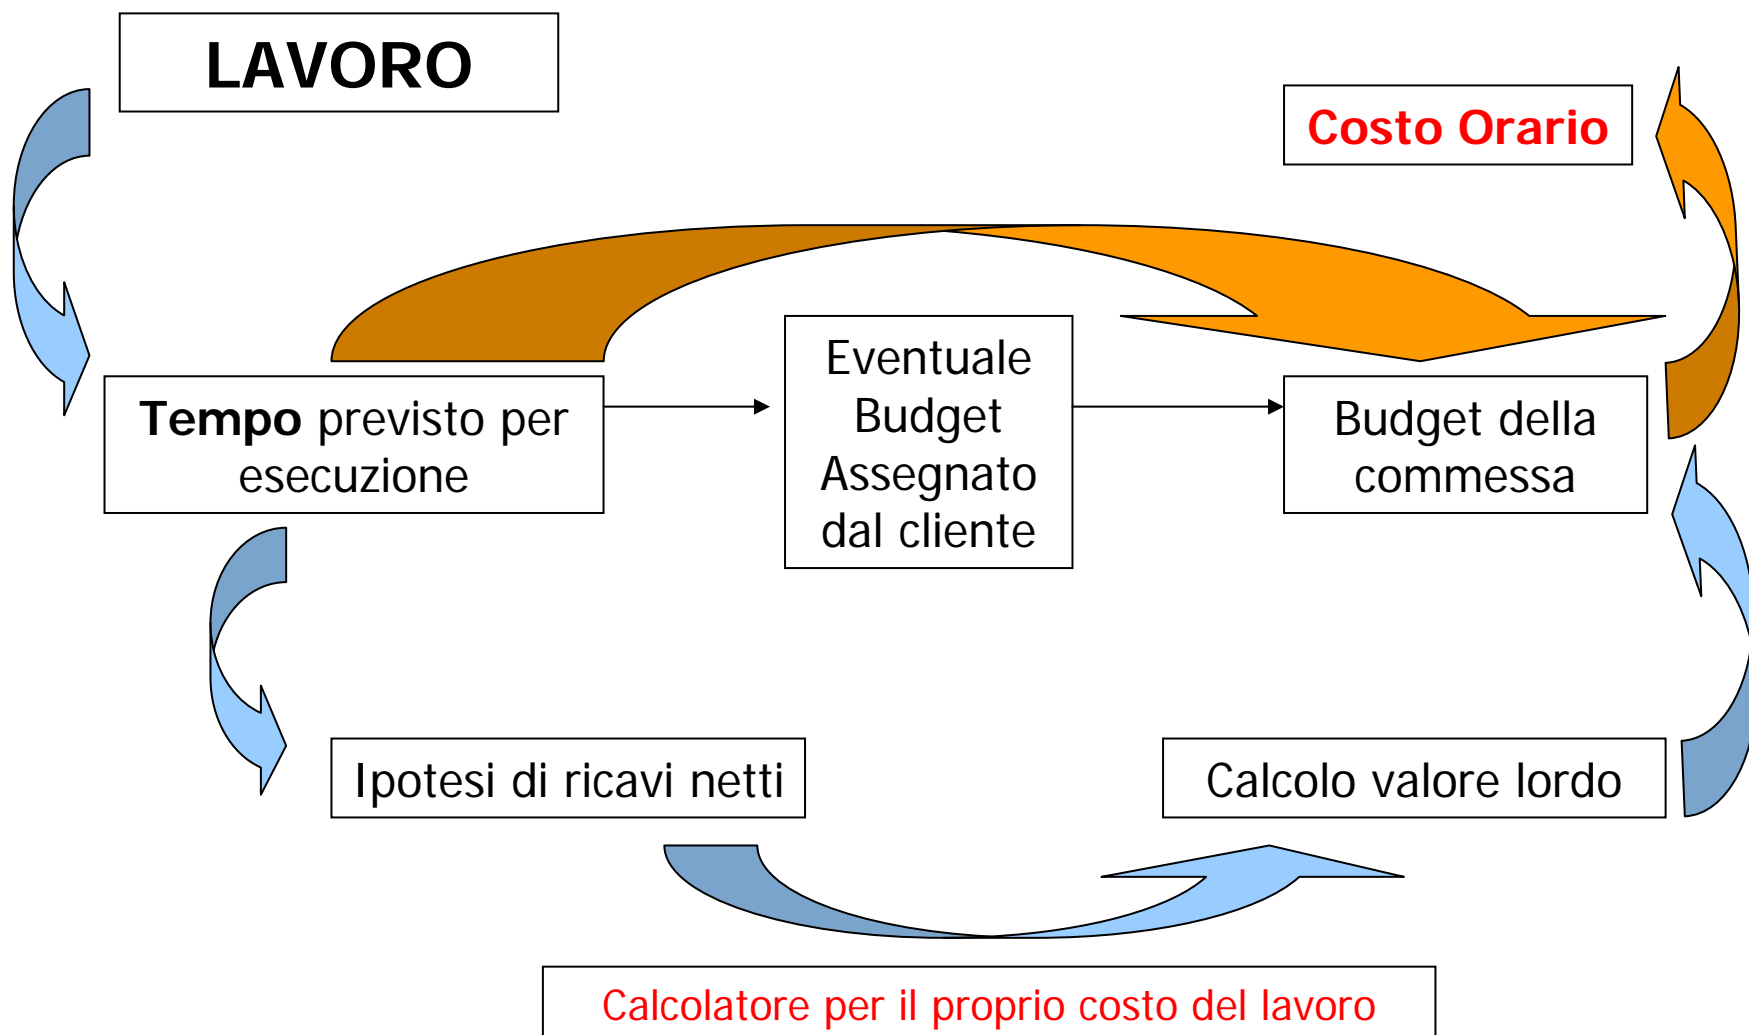 LAVORO
Costo Orario
Tempo previsto per
esecuzione
Eventuale
Budget
Assegnato
dal cliente
Budget della
commessa
Ipotesi di ricavi netti
Calcolo valore lordo
Calcolatore per il proprio costo del lavoro